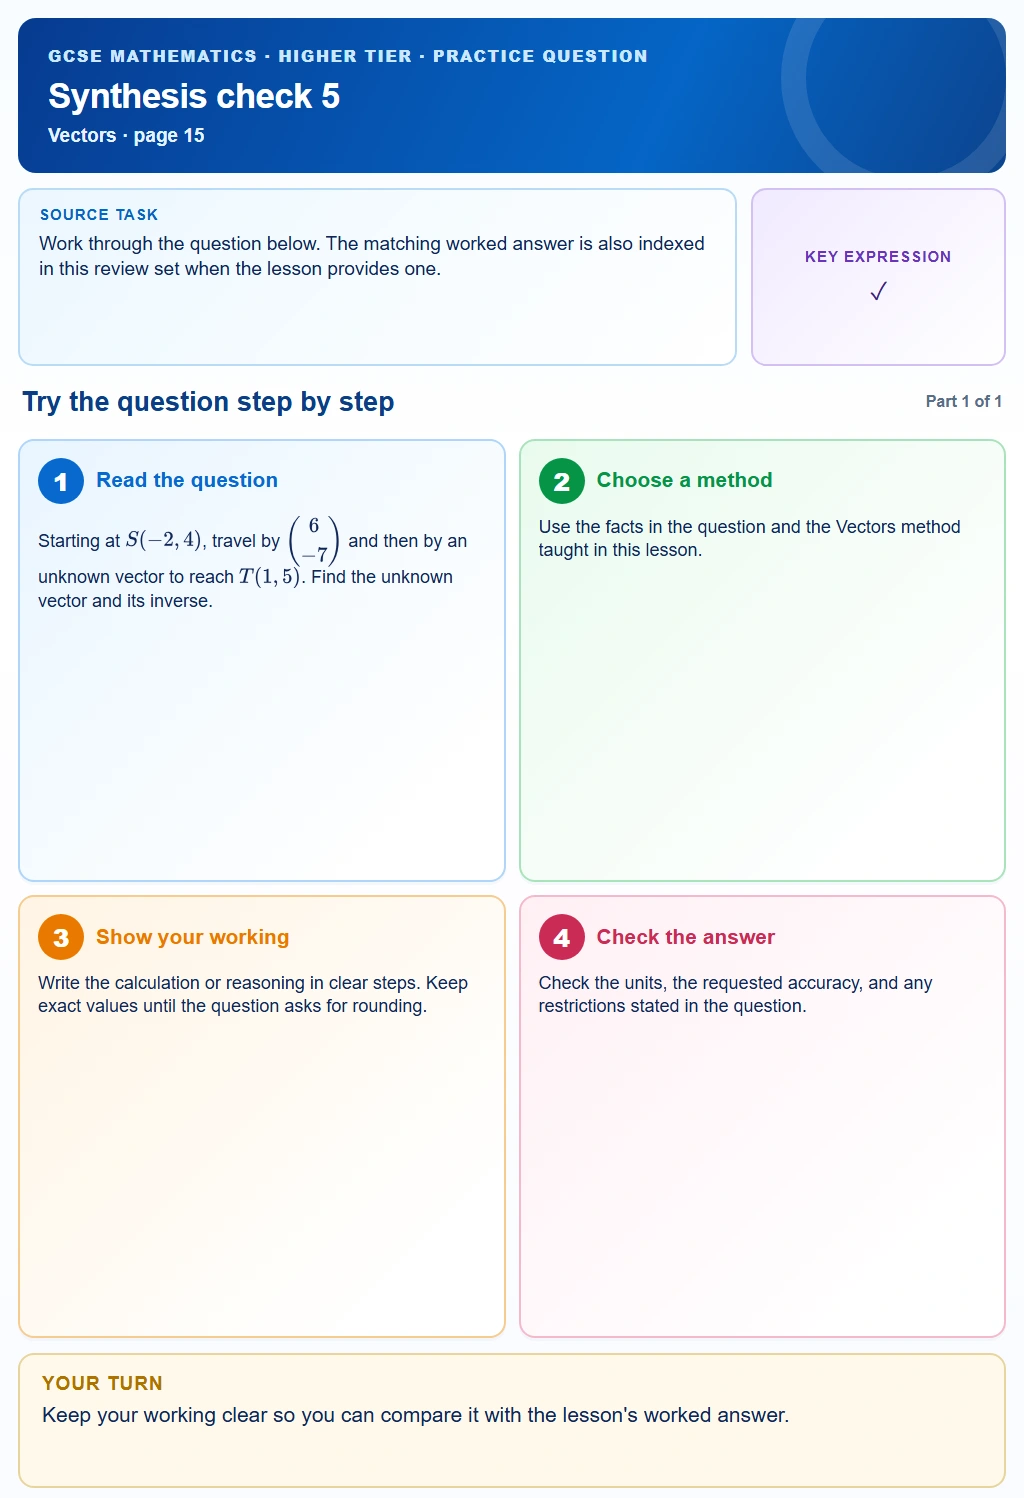 GCSE MATHEMATICS · HIGHER TIER · PRACTICE QUESTION
Synthesis check 5
Vectors · page 15
SOURCE TASK
Work through the question below. The matching worked answer is also indexed
in this review set when the lesson provides one.
KEY EXPRESSION
✓
Try the question step by step
Part 1 of 1
1 Read the question
Starting at S(−2, 4), travel by (6 −7) and then by an
unknown vector to reach T(1, 5). Find the unknown
vector and its inverse.
2 Choose a method
Use the facts in the question and the Vectors method
taught in this lesson.
3 Show your working
Write the calculation or reasoning in clear steps. Keep
exact values until the question asks for rounding.
4 Check the answer
Check the units, the requested accuracy, and any
restrictions stated in the question.
YOUR TURN
Keep your working clear so you can compare it with the lesson's worked answer.